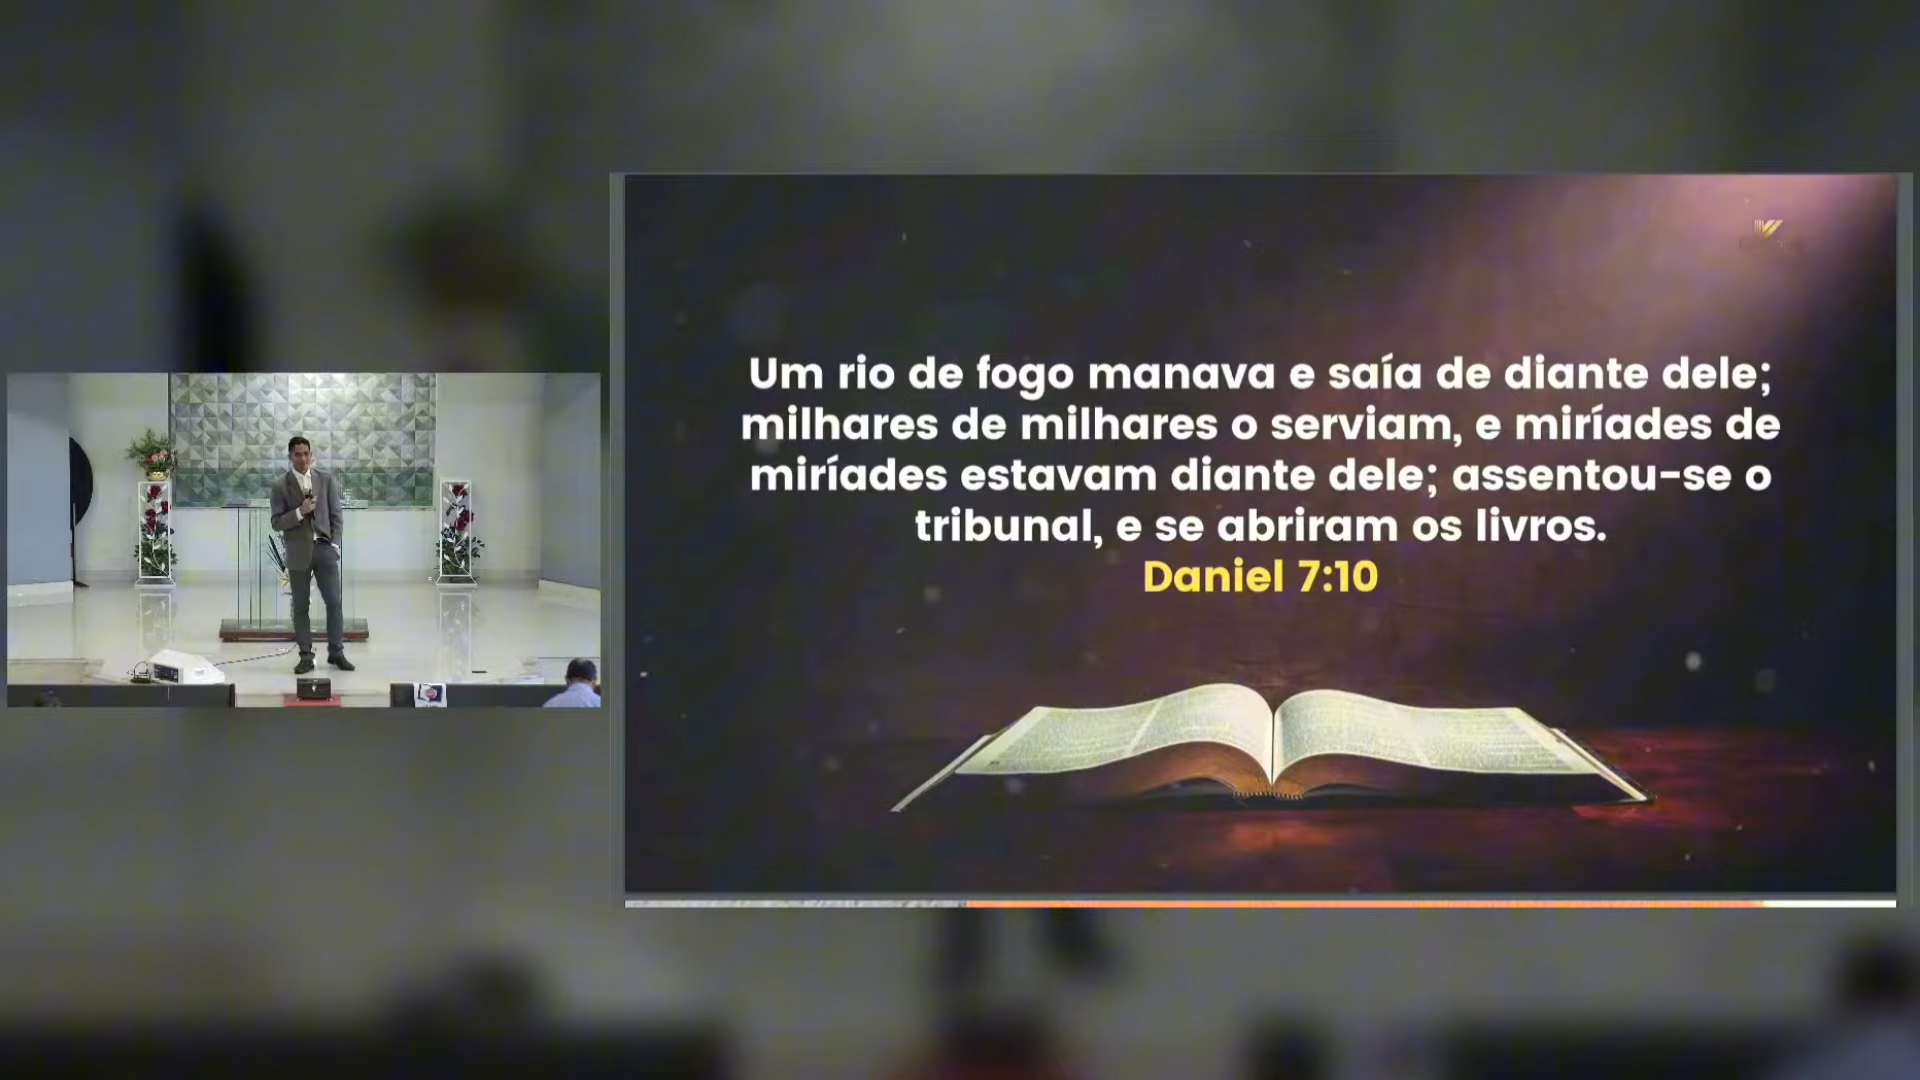 Um rio de fogo manava e saía de diante dele;
milhares de milhares o serviam, e miríades de
miríades estavam diante dele; assentou-se o
tribunal, e se abriram os livros.
Daniel 7:10